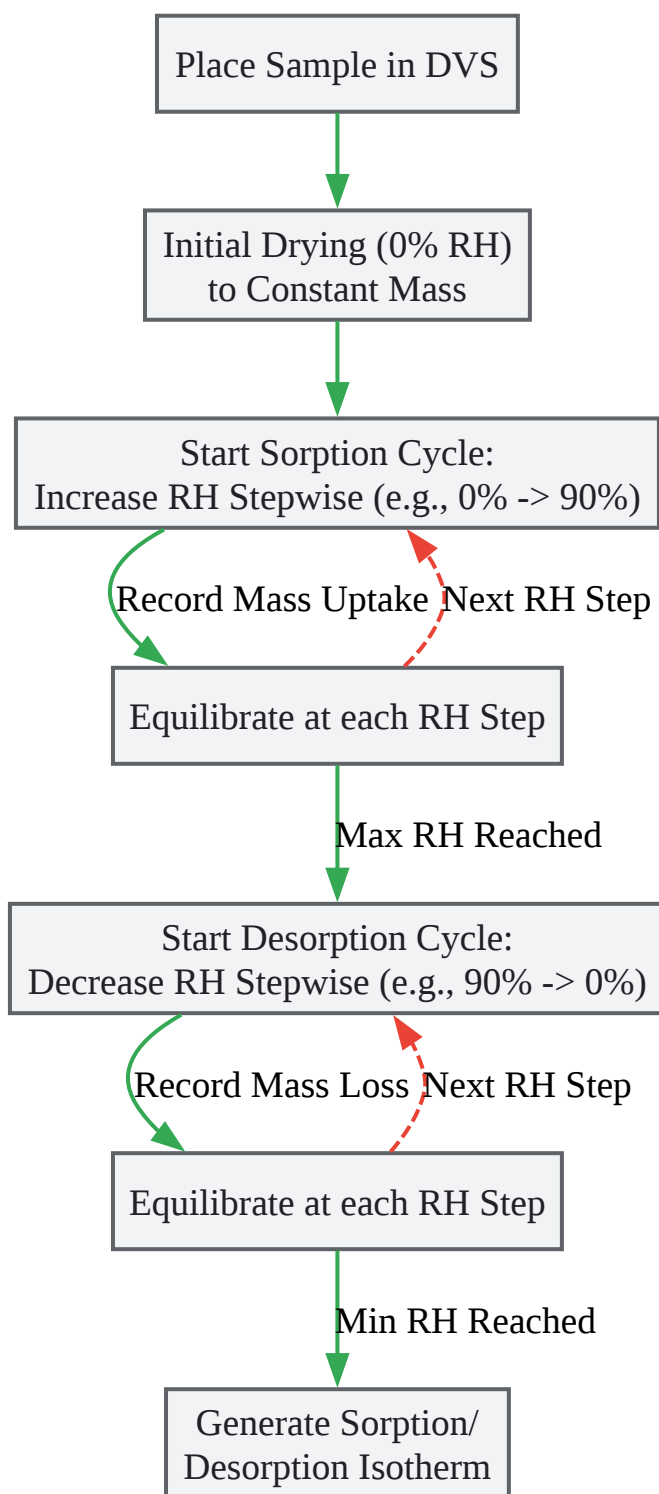 Place Sample in DVS
Initial Drying (0% RH)
to Constant Mass
Start Sorption Cycle:
Increase RH Stepwise (e.g., 0% -> 90%)
Record Mass Uptake
Next RH Step
Equilibrate at each RH Step
Max RH Reached
Start Desorption Cycle:
Decrease RH Stepwise (e.g., 90% -> 0%)
Record Mass Loss
Next RH Step
Equilibrate at each RH Step
Min RH Reached
Generate Sorption/
Desorption Isotherm